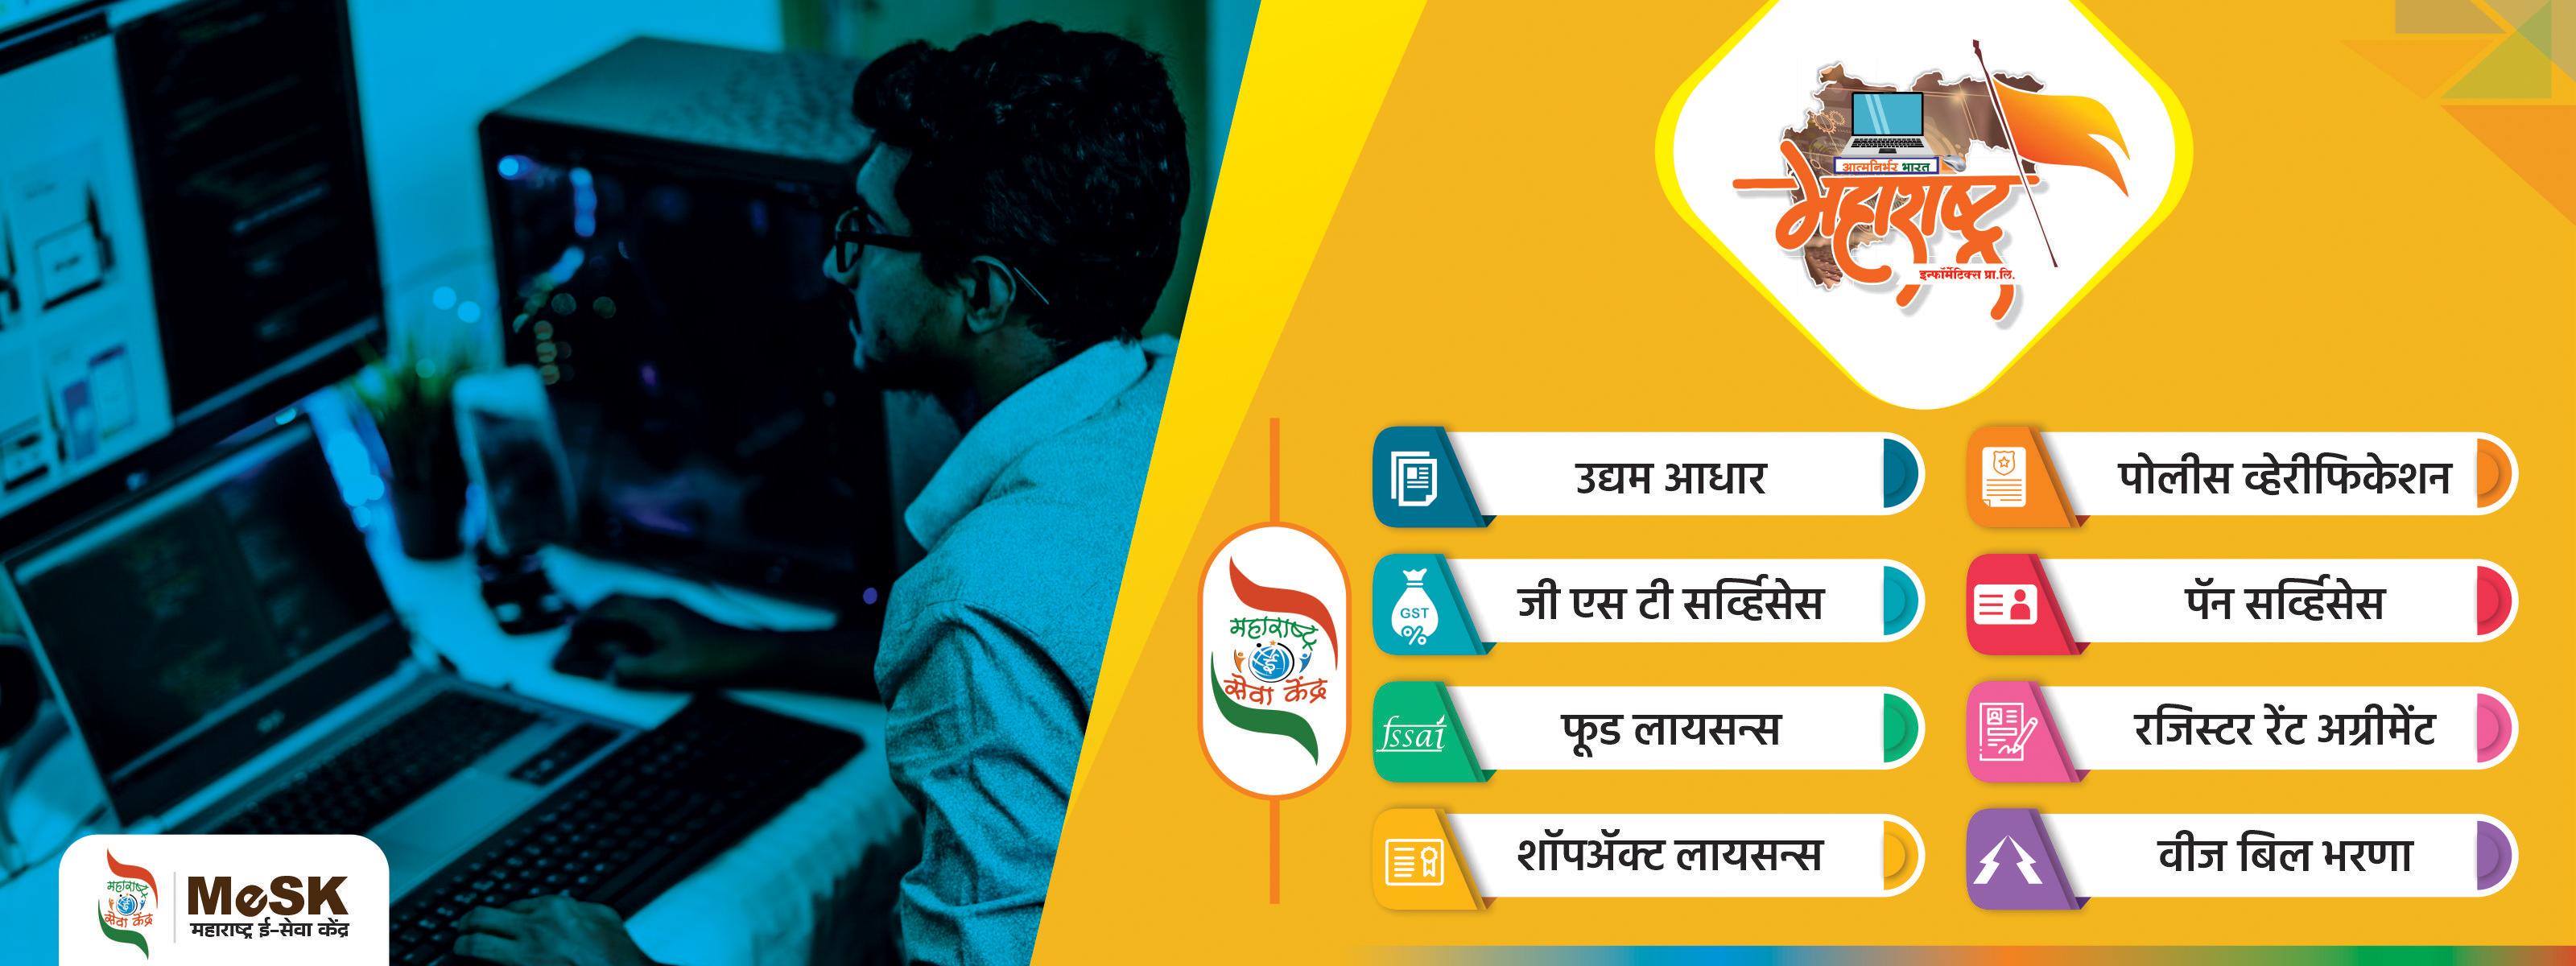 आत्मनिर्भर भारत
महाराष्ट्र
इन्फॉर्मेटिक्स प्रा.लि.
उद्यम आधार
पोलीस व्हेरीफिकेशन
GST
%
जी एस टी सर्व्हिसेस
पॅन सर्व्हिसेस
महाराष्ट्र
ई
सेवा केंद्र
fssai
फूड लायसन्स
रजिस्टर रेंट अग्रीमेंट
शॉपॲक्ट लायसन्स
वीज बिल भरणा
महाराष्ट्र
ई
सेवा केंद्र
MeSK
महाराष्ट्र ई-सेवा केंद्र